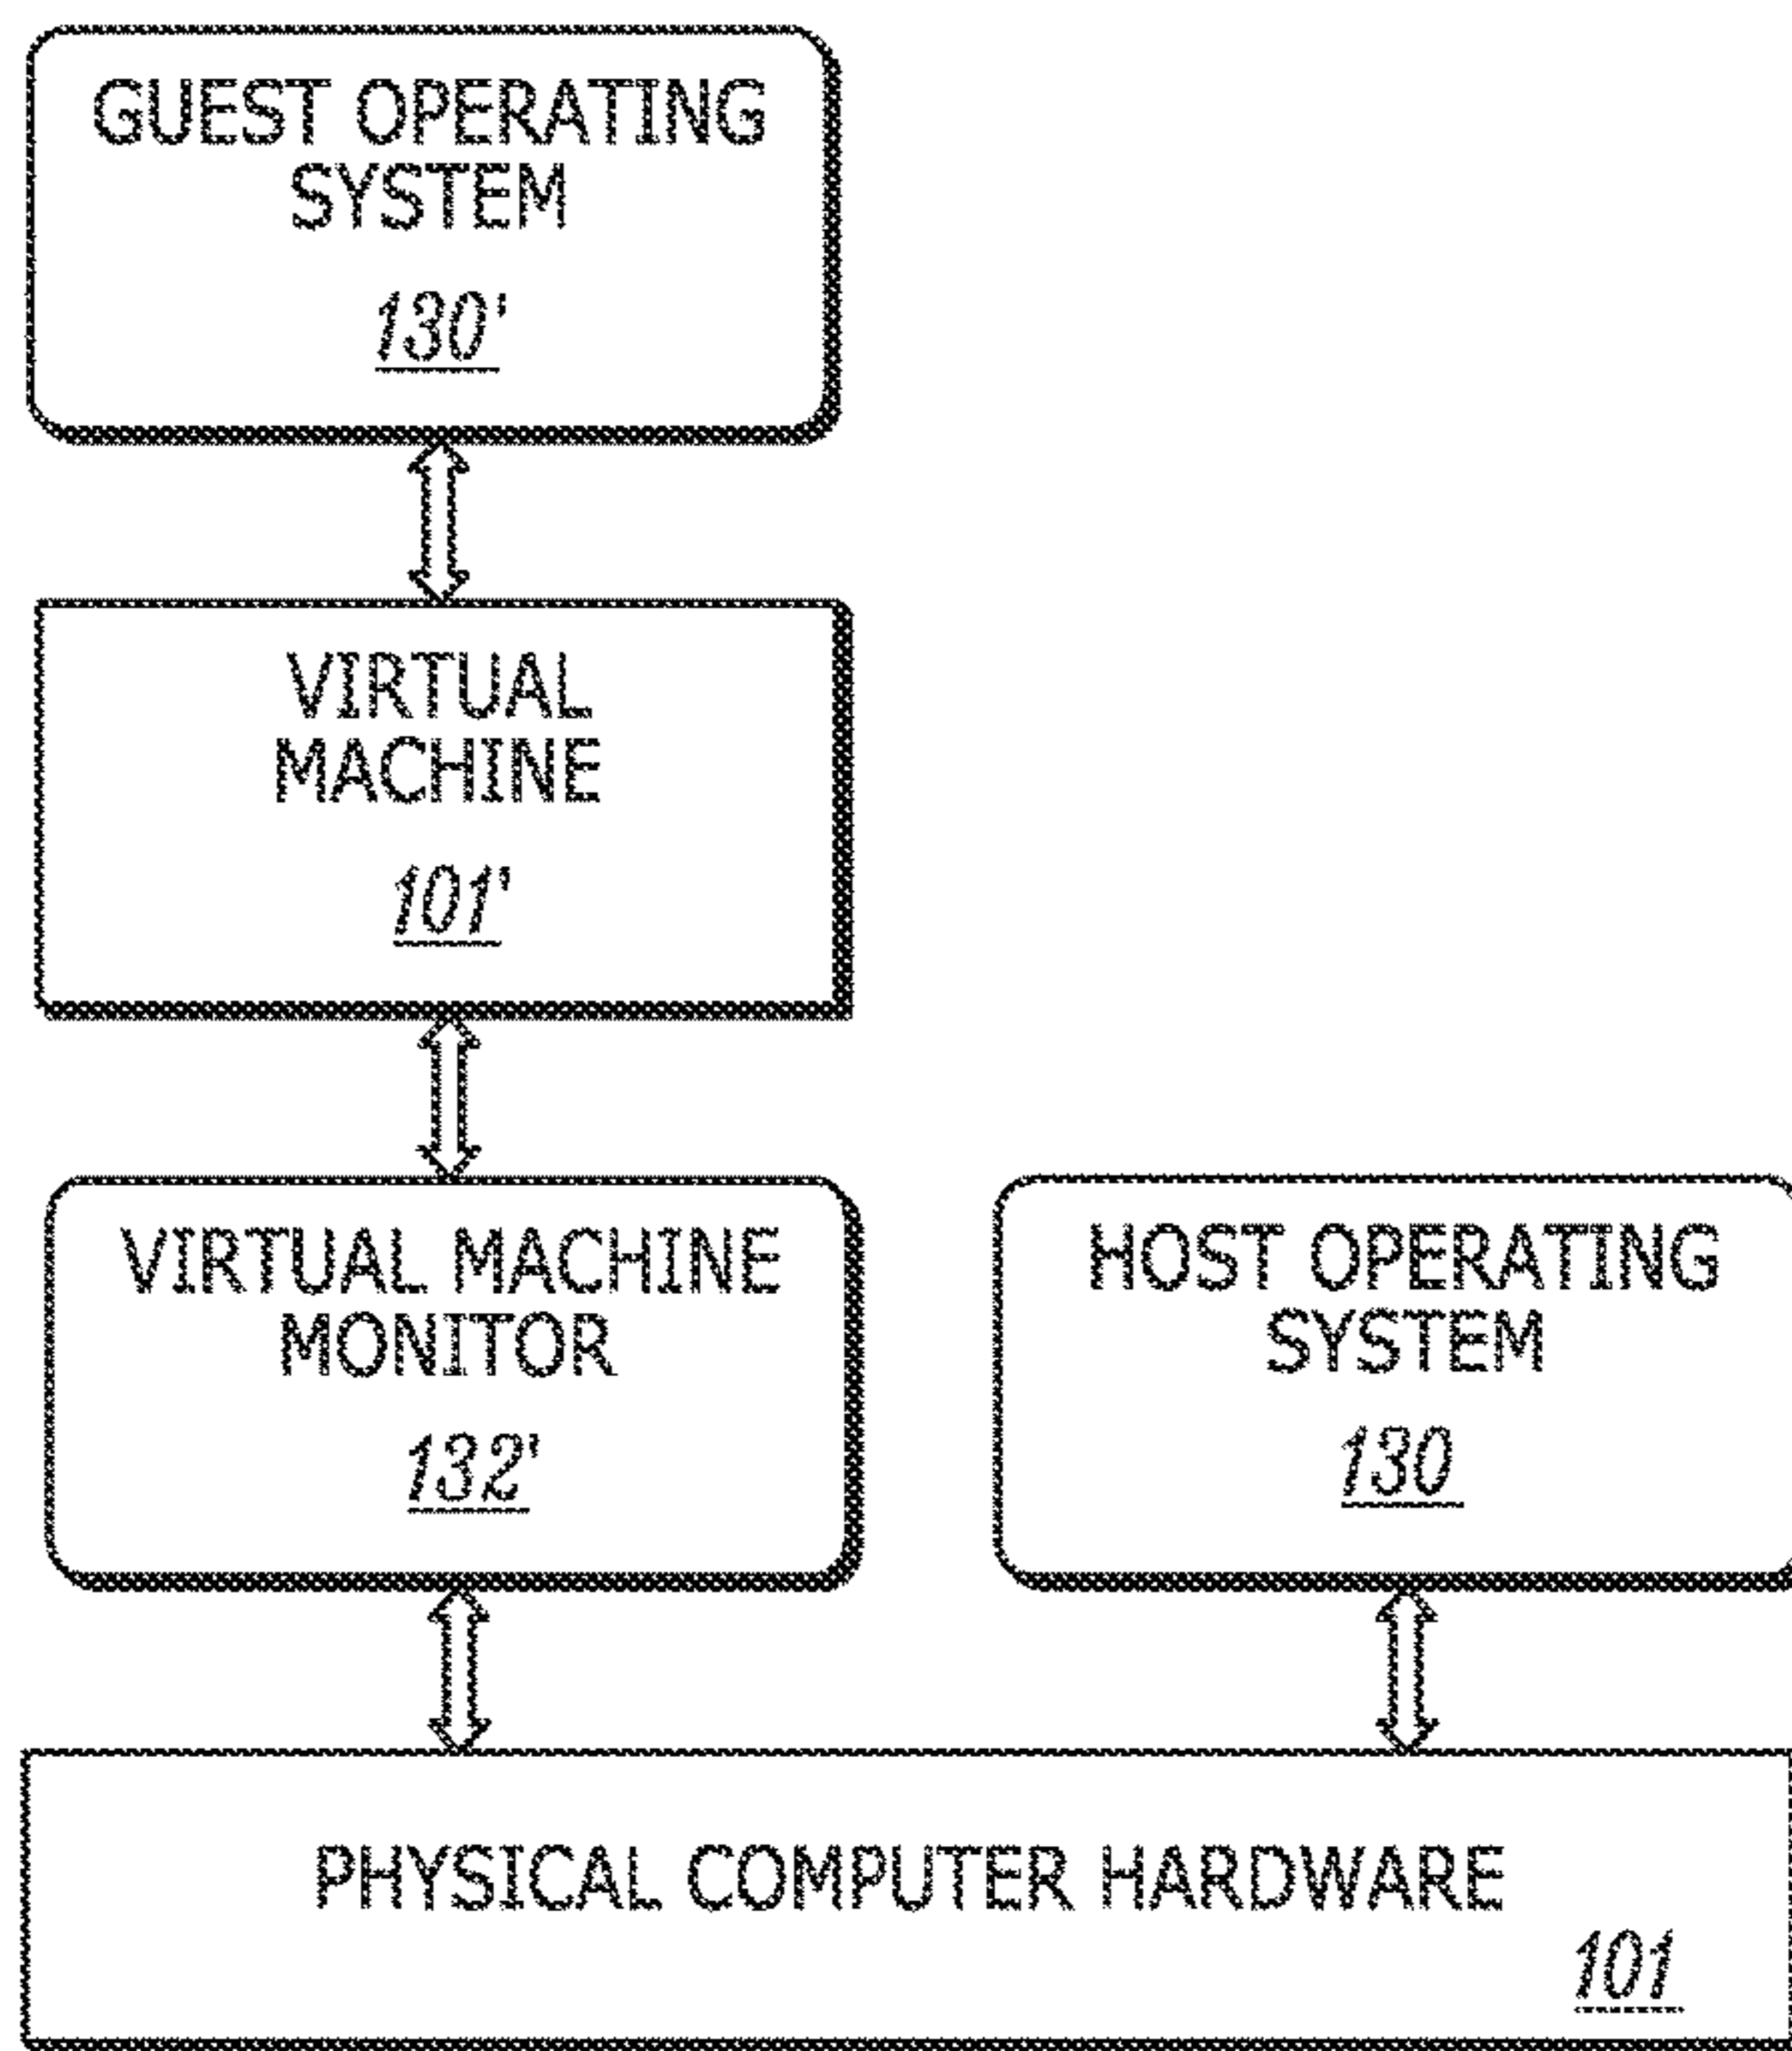 GUEST OPERATING
SYSTEM
130'
VIRTUAL
MACHINE
101'
VIRTUAL MACHINE
MONITOR
132'
HOST OPERATING
SYSTEM
130
PHYSICAL COMPUTER HARDWARE
101